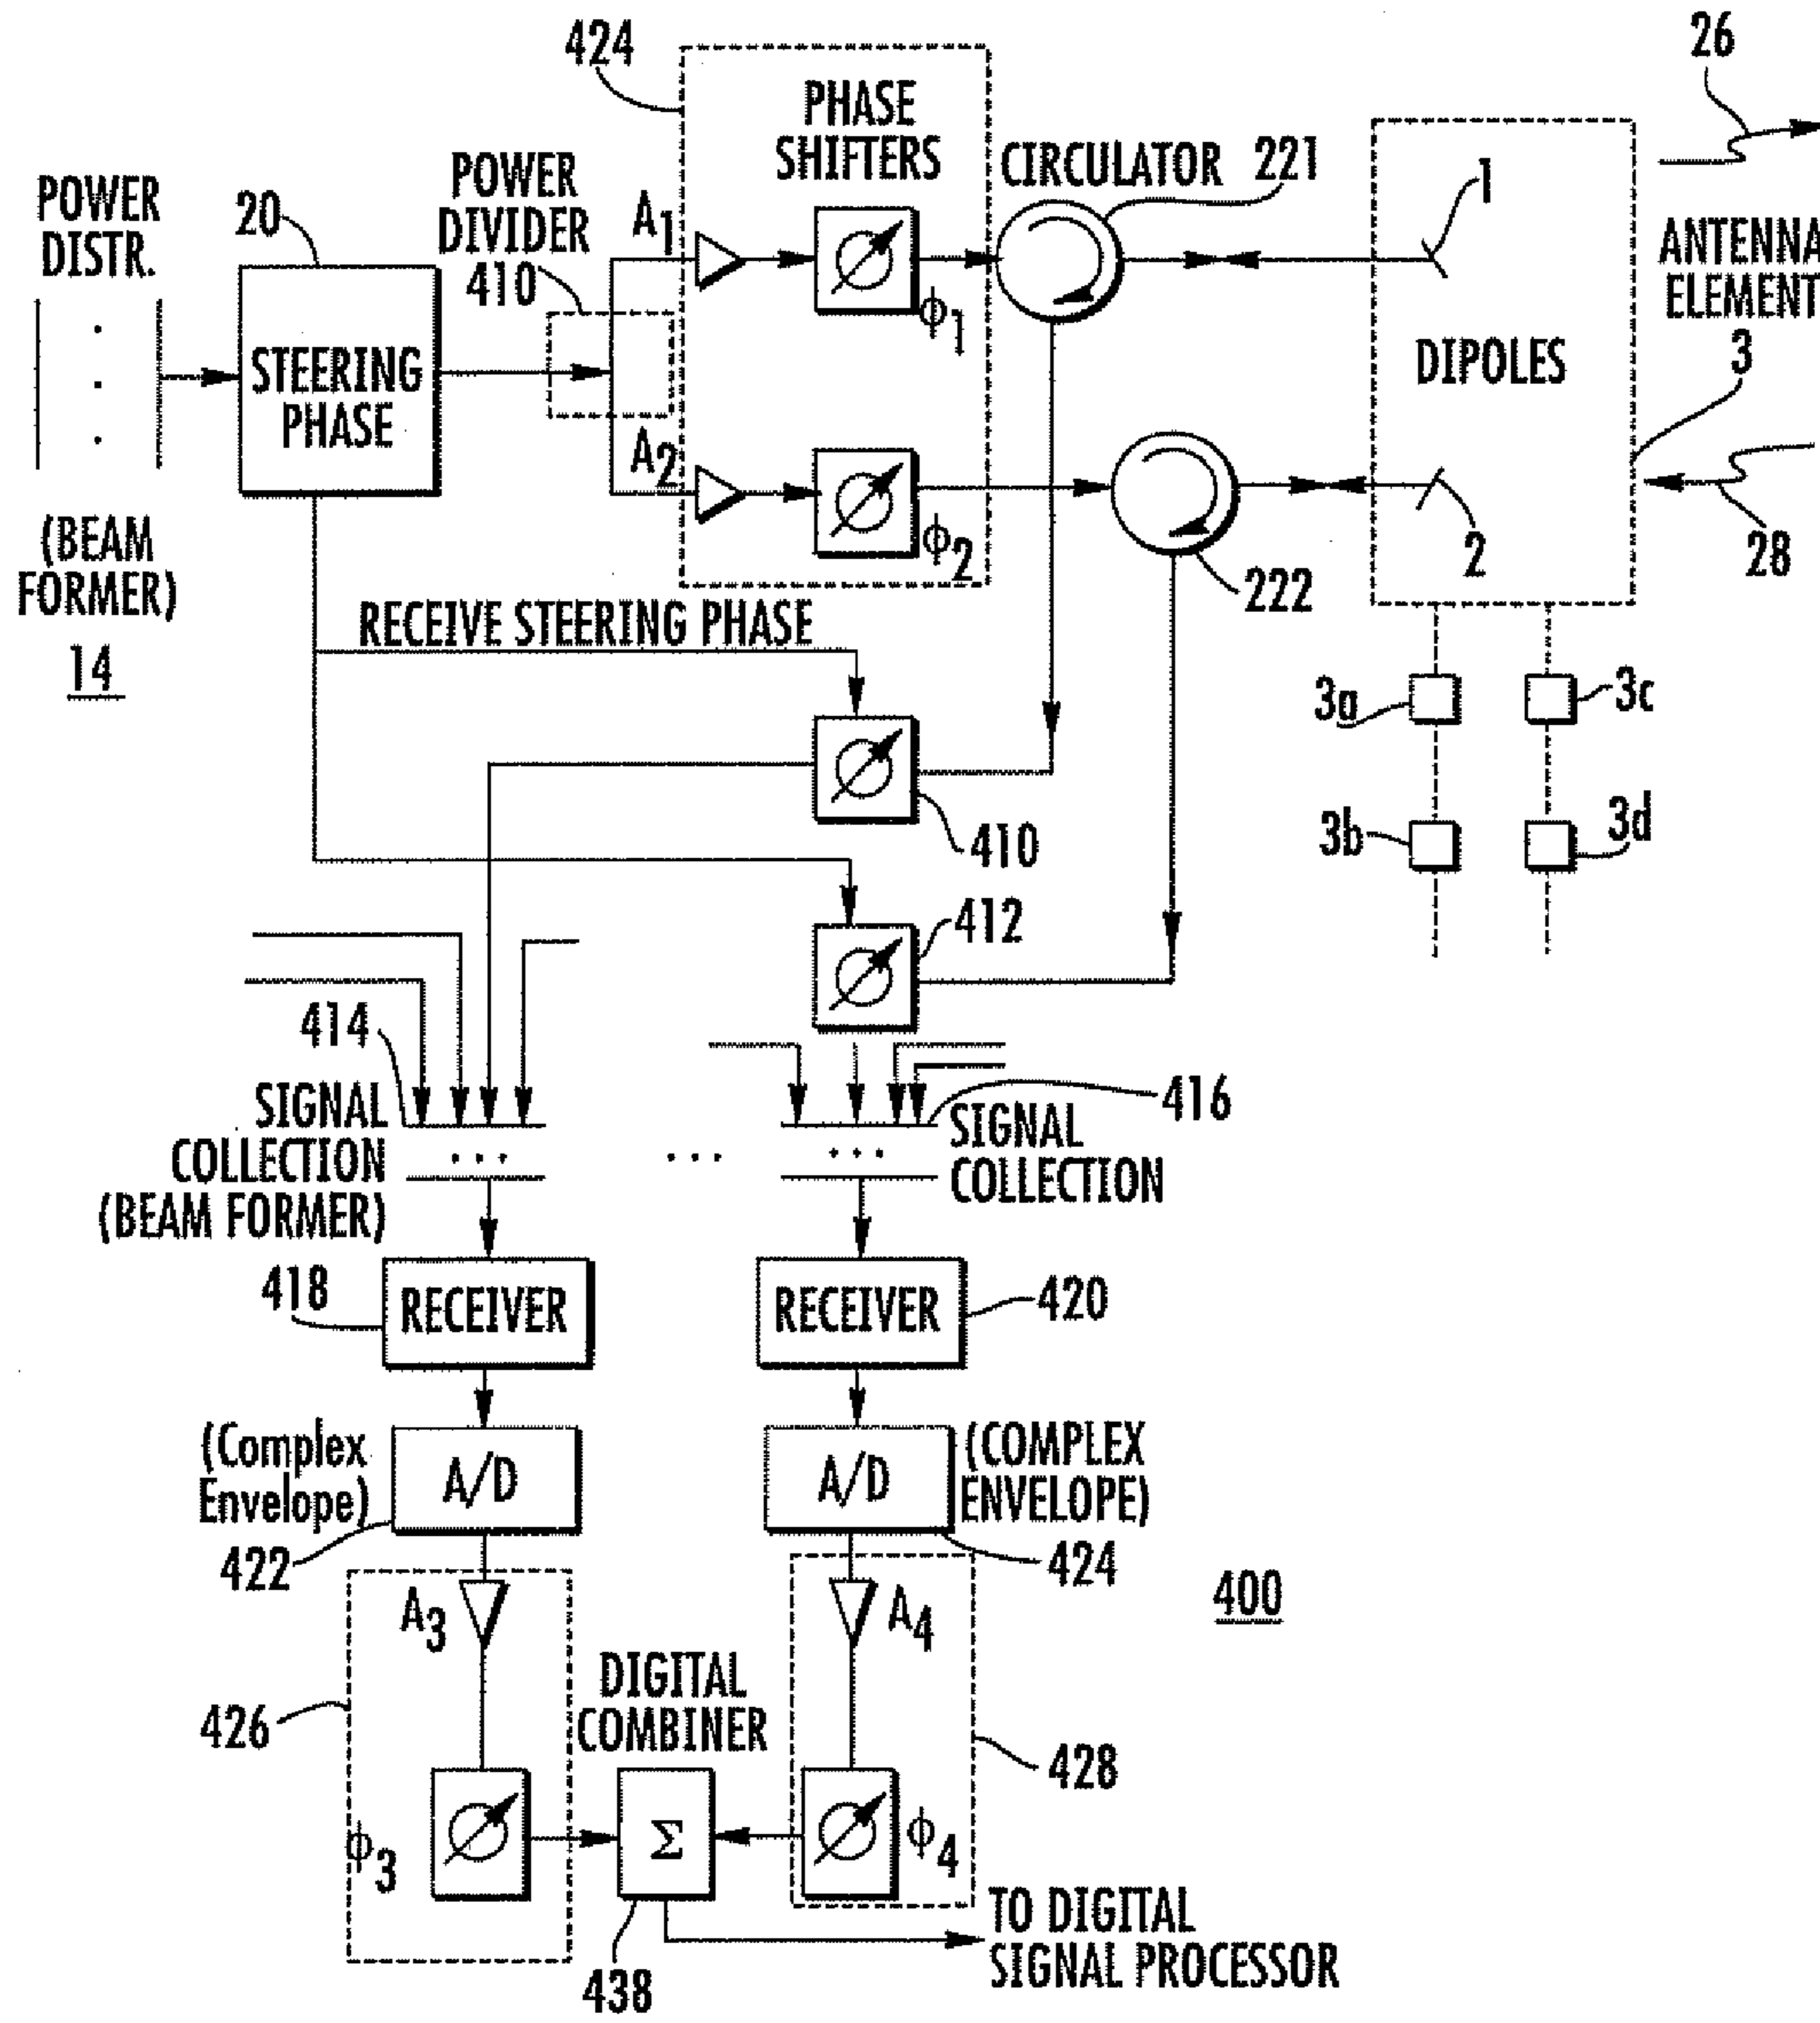 424
PHASE
SHIFTERS
26
CIRCULATOR 221
POWER
DISTR.
20
POWER
DIVIDER
410
A1
1
ANTENNA
ELEMENT
3
ϕ1
STEERING
PHASE
DIPOLES
A2
ϕ2
2
28
222
(BEAM
FORMER)
14
RECEIVE STEERING PHASE
3a
3c
410
3b
3d
412
414
416
SIGNAL
COLLECTION
(BEAM FORMER)
...
...
...
SIGNAL
COLLECTION
418
RECEIVER
RECEIVER
420
(Complex
Envelope)
A/D
A/D
(COMPLEX
ENVELOPE)
422
424
400
A3
A4
DIGITAL
COMBINER
426
428
ϕ3
Σ
ϕ4
438
TO DIGITAL
SIGNAL PROCESSOR